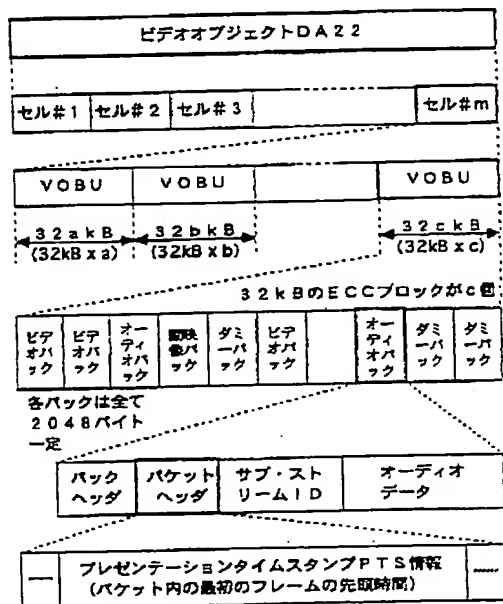 ビデオオブジェクトDA22
セル#1 セル#2 セル#3 セル#m
VOBU VOBU VOBU
32akB 32bkB 32ckB
(32kBxa) (32kBxb) (32kBxc)
32kBのECCブロックがc個
ビデオパック ビデオパック オーディオパック 副映像パック ダミーパック ビデオパック オーディオパック ダミーパック ダミーパック
各パックは全て
2048バイト
一定
パックヘッダ パケットヘッダ サブ・ストリームID オーディオデータ
プレゼンテーションタイムスタンプPTS情報
(パケット内の最初のフレームの先取時間)